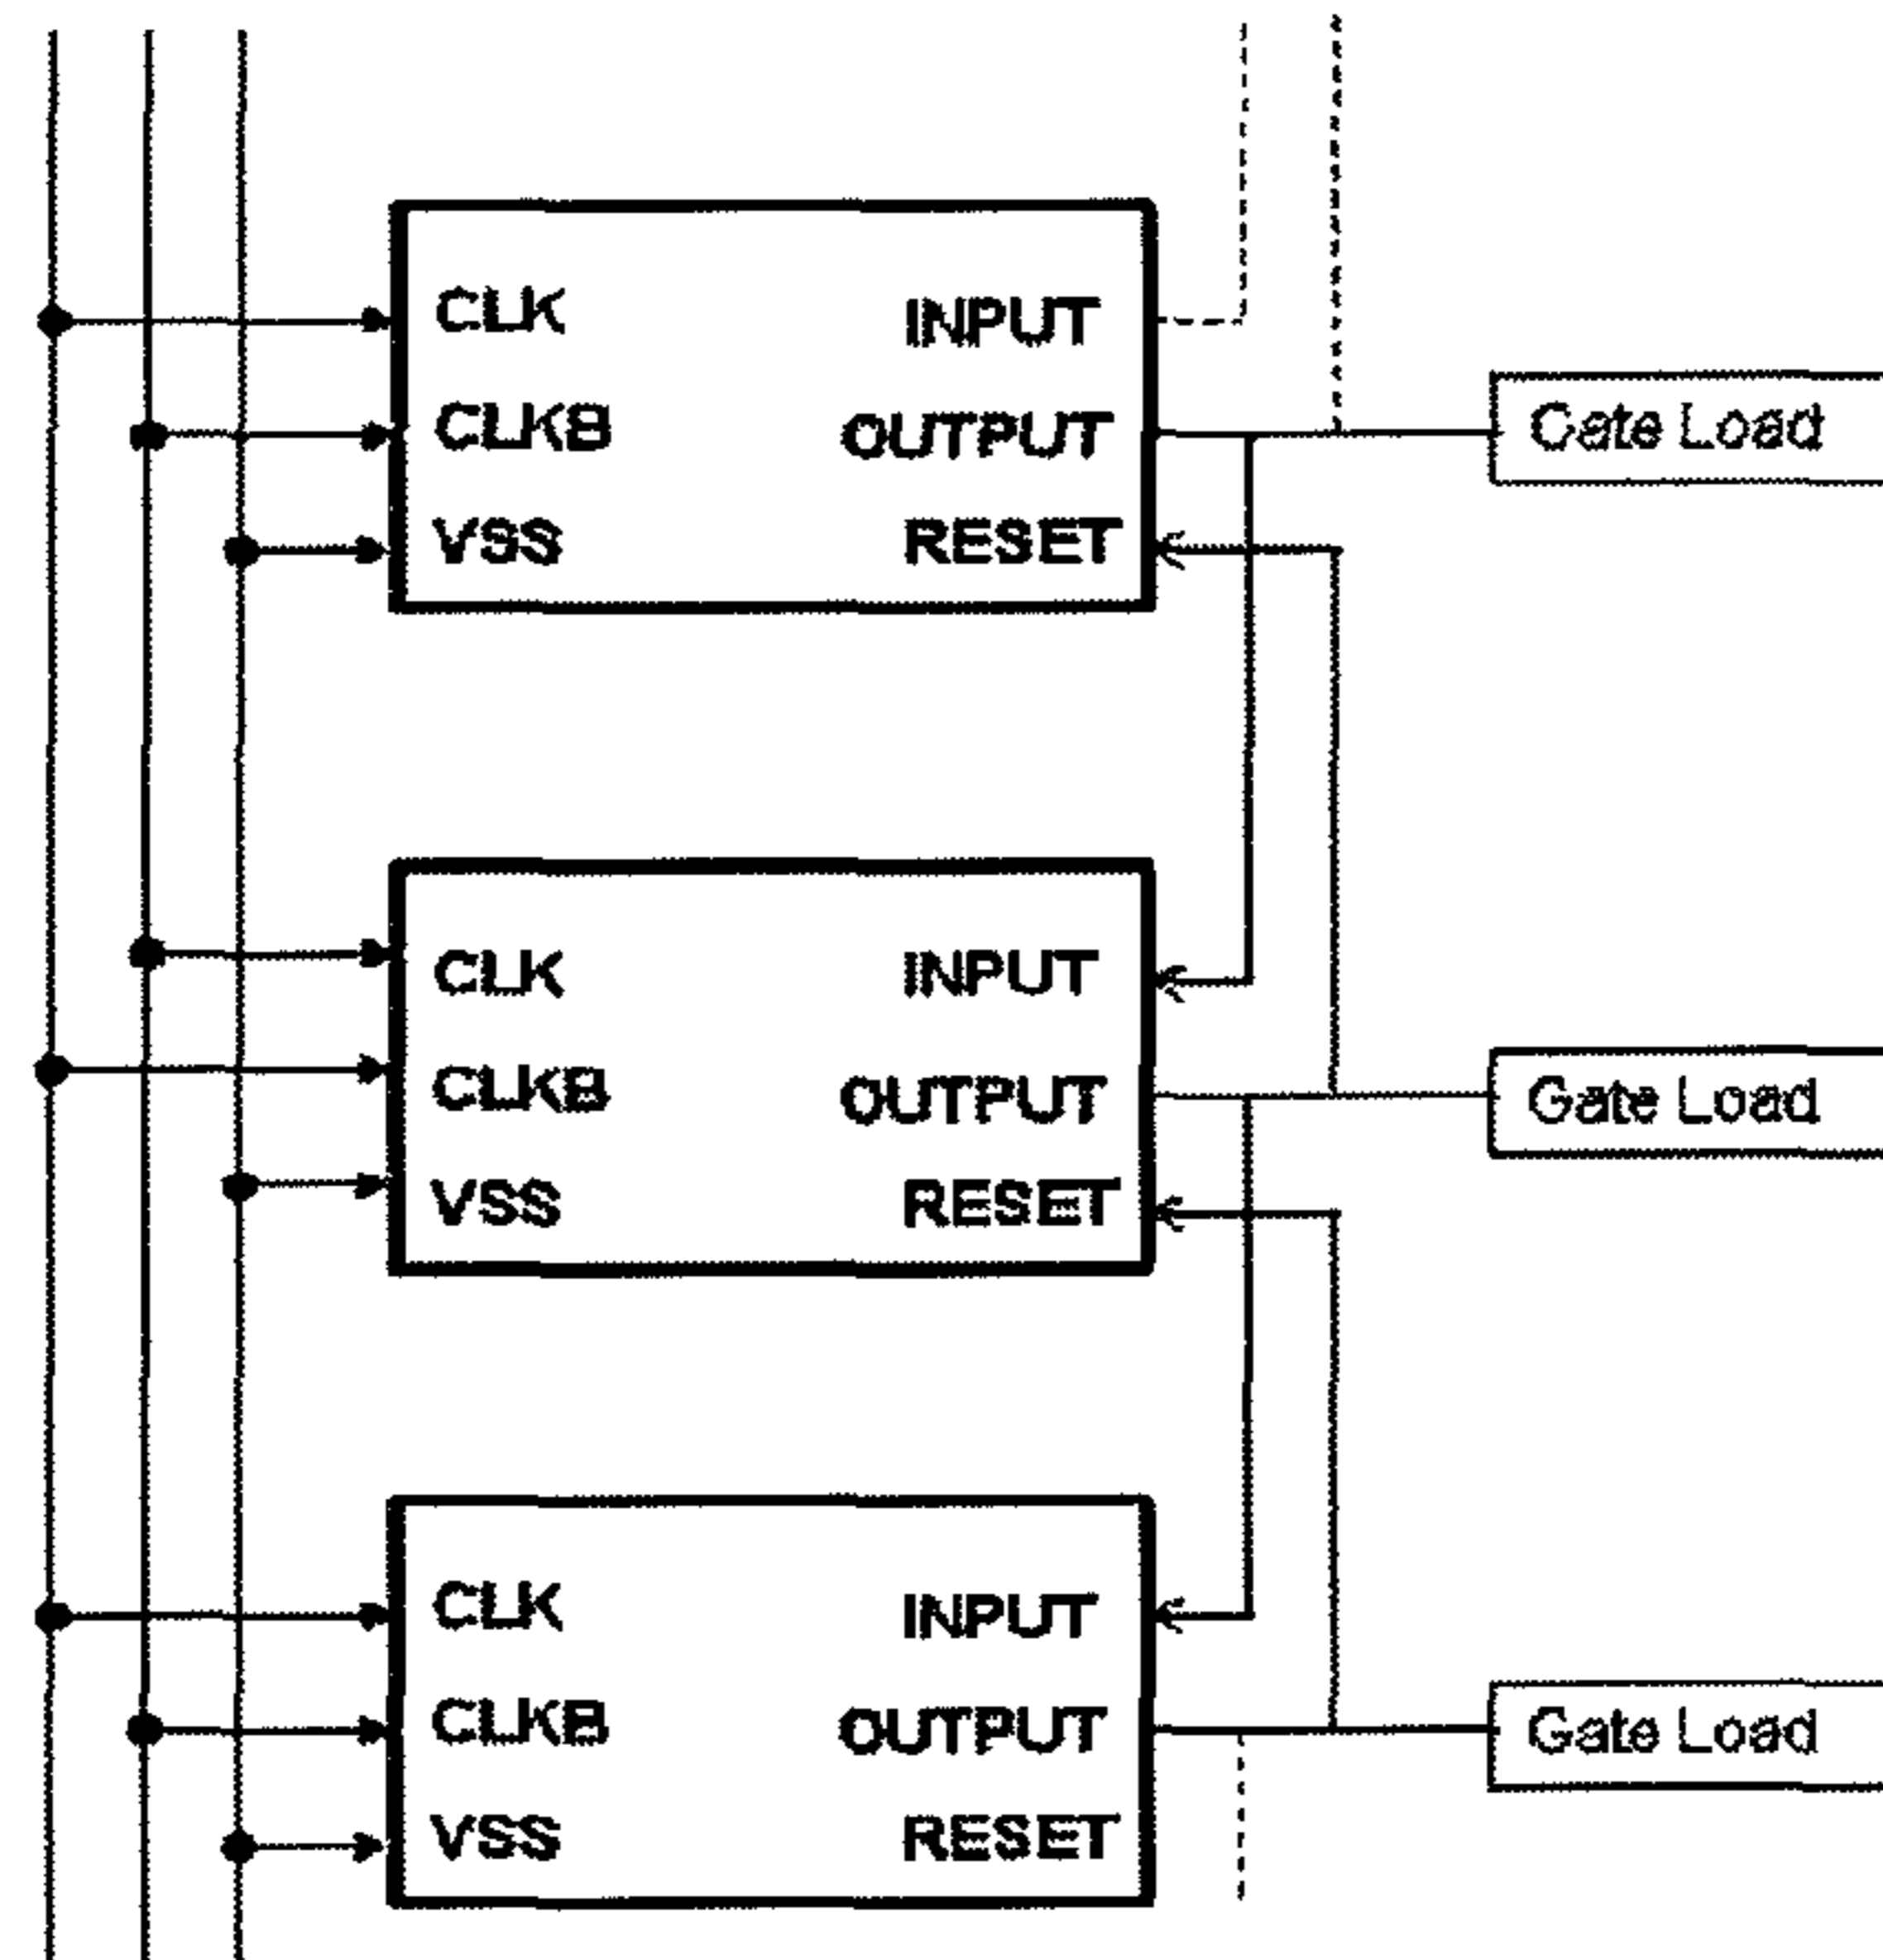 CLK INPUT
CLKB OUTPUT Gate Load
VSS RESET
CLK INPUT
CLKB OUTPUT Gate Load
VSS RESET
CLK INPUT
CLKB OUTPUT Gate Load
VSS RESET